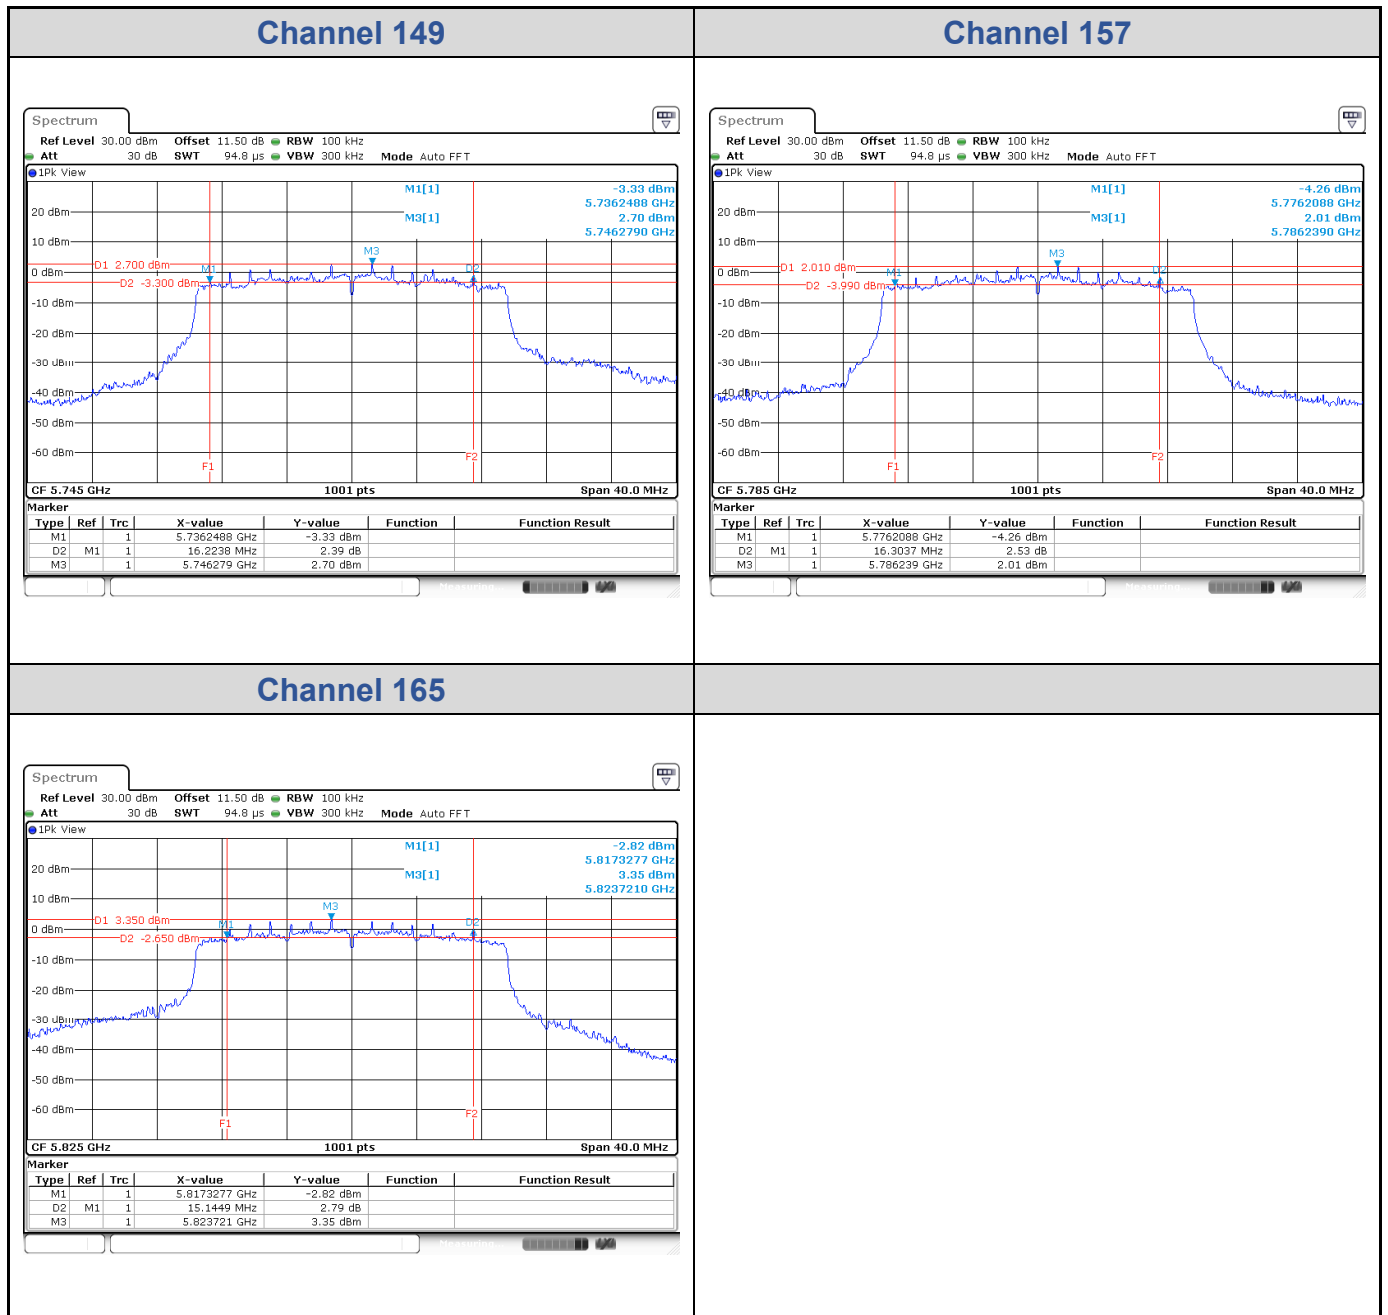 Channel 149
Channel 157
Spectrum
Ref Level 30.00 dBm Offset 11.50 dB RBW 100 kHz
Att 30 dB SWT 94.8 µs VBW 300 kHz Mode Auto FFT
1Pk View
M1[1] -3.33 dBm
5.7362488 GHz
M3[1] 2.70 dBm
5.7462790 GHz
20 dBm
10 dBm
M3
D1 2.700 dBm
0 dBm
M1
D2
D2 -3.300 dBm
-10 dBm
-20 dBm
-30 dBm
-40 dBm
-50 dBm
-60 dBm
F1
F2
CF 5.745 GHz 1001 pts Span 40.0 MHz
Marker
Type Ref Trc X-value Y-value Function Function Result
M1 1 5.7362488 GHz -3.33 dBm
D2 M1 1 16.2238 MHz 2.39 dB
M3 1 5.746279 GHz 2.70 dBm
Measuring...
Spectrum
Ref Level 30.00 dBm Offset 11.50 dB RBW 100 kHz
Att 30 dB SWT 94.8 µs VBW 300 kHz Mode Auto FFT
1Pk View
M1[1] -4.26 dBm
5.7762088 GHz
M3[1] 2.01 dBm
5.7862390 GHz
20 dBm
10 dBm
M3
D1 2.010 dBm
0 dBm
M1
D2
D2 -3.990 dBm
-10 dBm
-20 dBm
-30 dBm
-40 dBm
-50 dBm
-60 dBm
F1
F2
CF 5.785 GHz 1001 pts Span 40.0 MHz
Marker
Type Ref Trc X-value Y-value Function Function Result
M1 1 5.7762088 GHz -4.26 dBm
D2 M1 1 16.3037 MHz 2.53 dB
M3 1 5.786239 GHz 2.01 dBm
Measuring...
Channel 165
Spectrum
Ref Level 30.00 dBm Offset 11.50 dB RBW 100 kHz
Att 30 dB SWT 94.8 µs VBW 300 kHz Mode Auto FFT
1Pk View
M1[1] -2.82 dBm
5.8173277 GHz
M3[1] 3.35 dBm
5.8237210 GHz
20 dBm
10 dBm
M3
D1 3.350 dBm
0 dBm
M1
D2
D2 -2.650 dBm
-10 dBm
-20 dBm
-30 dBm
-40 dBm
-50 dBm
-60 dBm
F1
F2
CF 5.825 GHz 1001 pts Span 40.0 MHz
Marker
Type Ref Trc X-value Y-value Function Function Result
M1 1 5.8173277 GHz -2.82 dBm
D2 M1 1 15.1449 MHz 2.79 dB
M3 1 5.823721 GHz 3.35 dBm
Measuring...